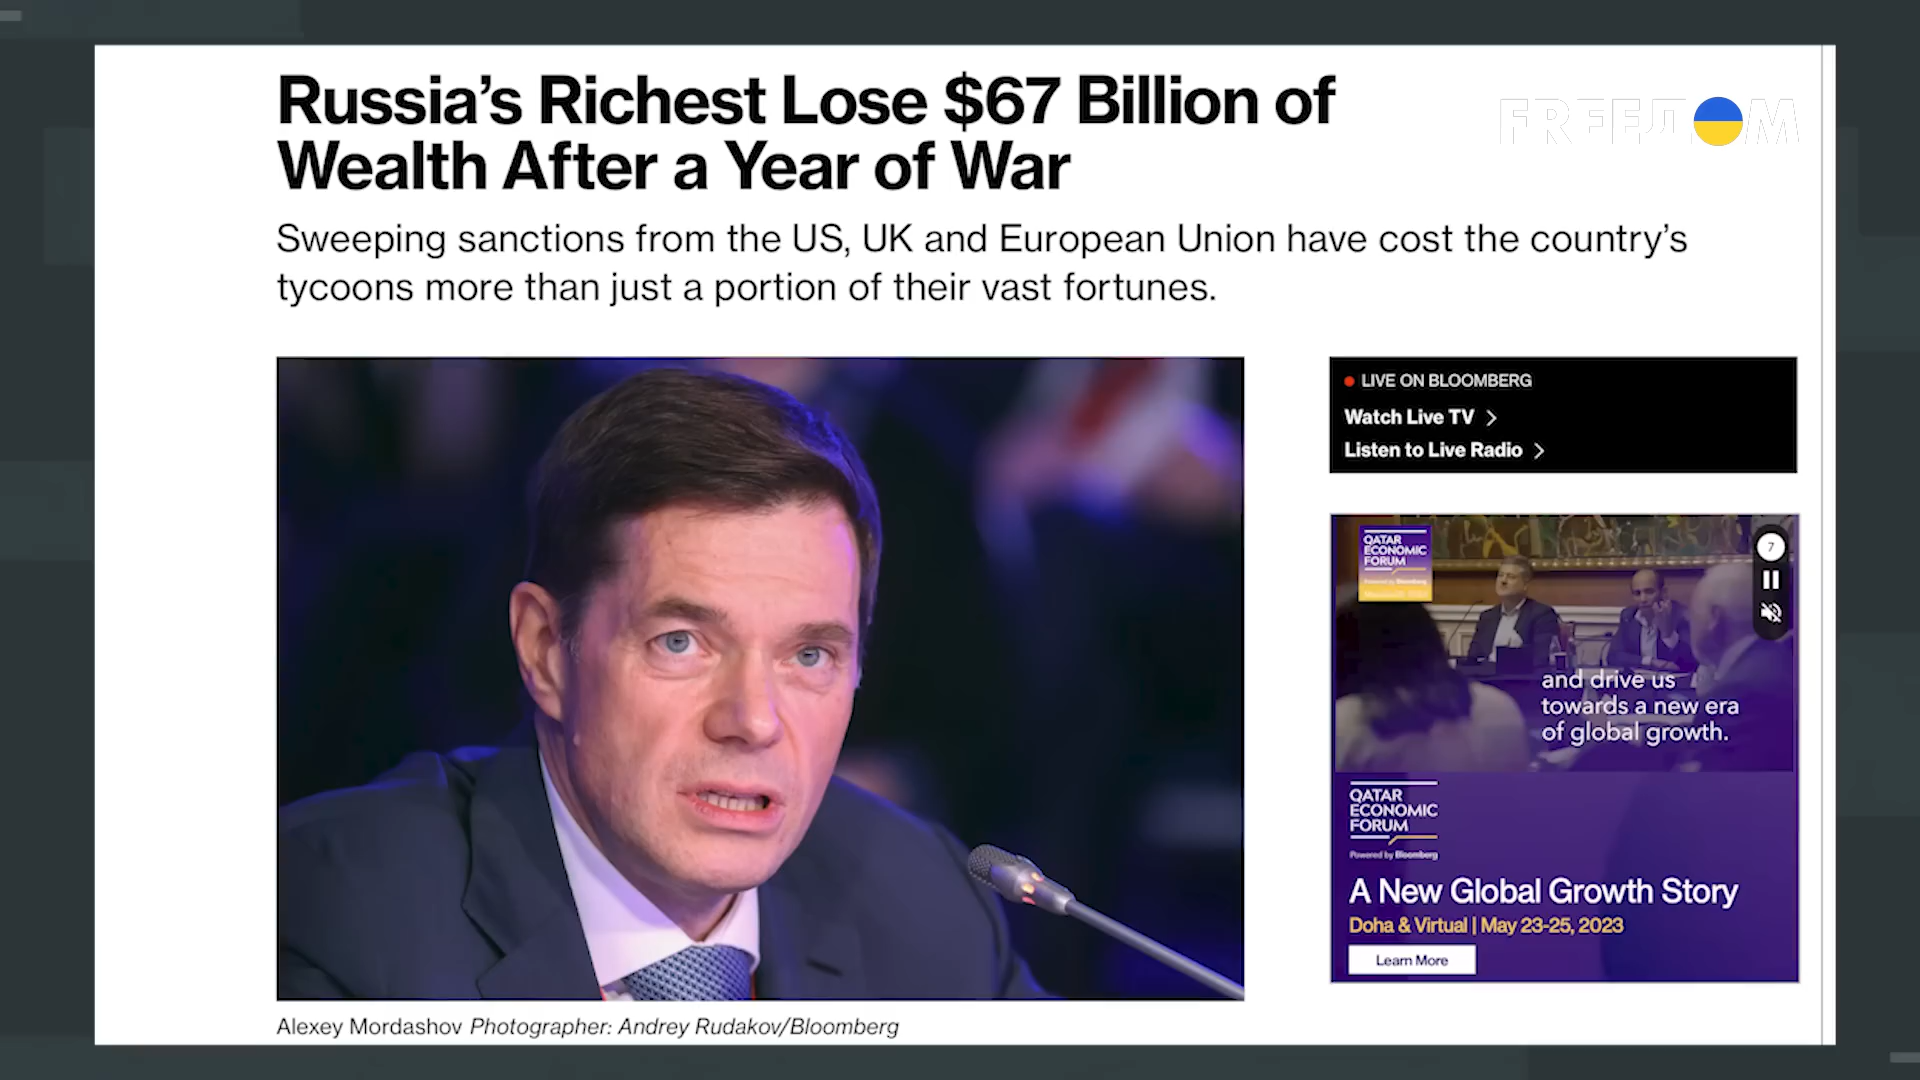 Russia’s Richest Lose $67 Billion of
Wealth After a Year of War
FREEДOM
Sweeping sanctions from the US, UK and European Union have cost the country’s
tycoons more than just a portion of their vast fortunes.
LIVE ON BLOOMBERG
Watch Live TV >
Listen to Live Radio >
QATAR
ECONOMIC
FORUM
Powered by Bloomberg
7
and drive us
towards a new era
of global growth.
QATAR
ECONOMIC
FORUM
Powered by Bloomberg
A New Global Growth Story
Doha & Virtual | May 23-25, 2023
Learn More
Alexey Mordashov Photographer: Andrey Rudakov/Bloomberg